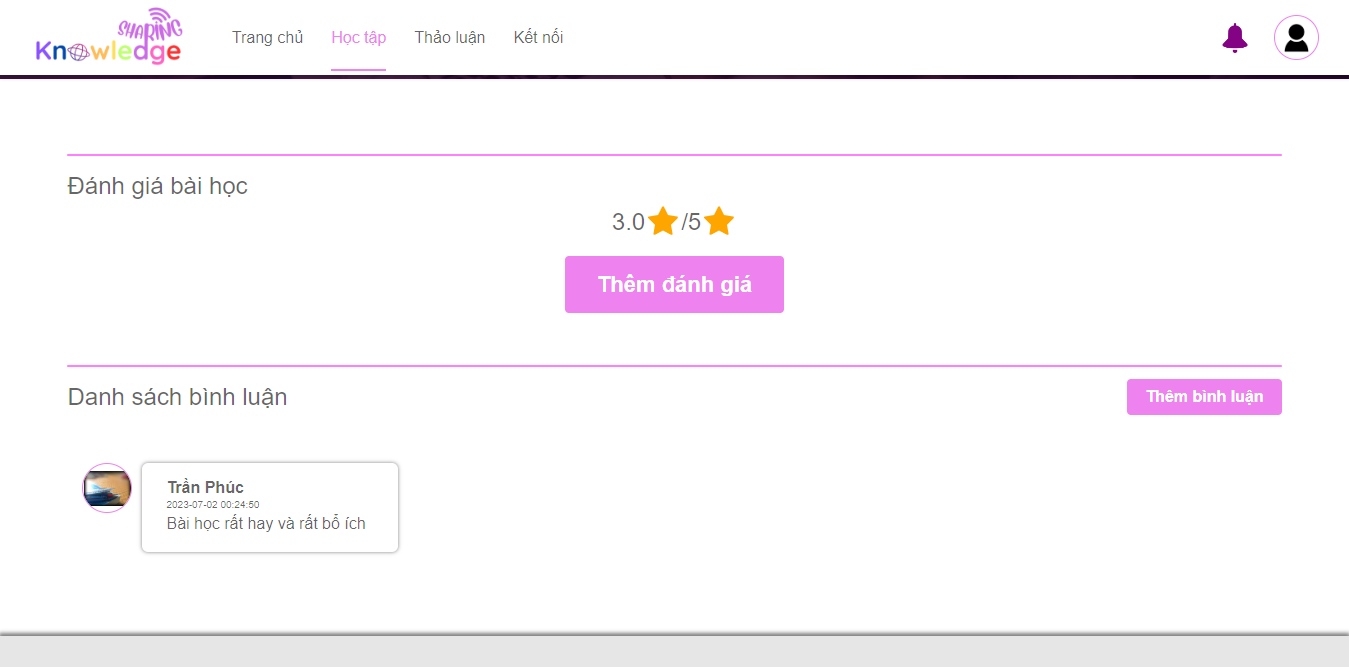 SHARING
Knowledge
Trang chủ Học tập Thảo luận Kết nối
Đánh giá bài học
3.0 /5
Thêm đánh giá
Danh sách bình luận
Thêm bình luận
Trần Phúc
2023-07-02 00:24:50
Bài học rất hay và rất bổ ích